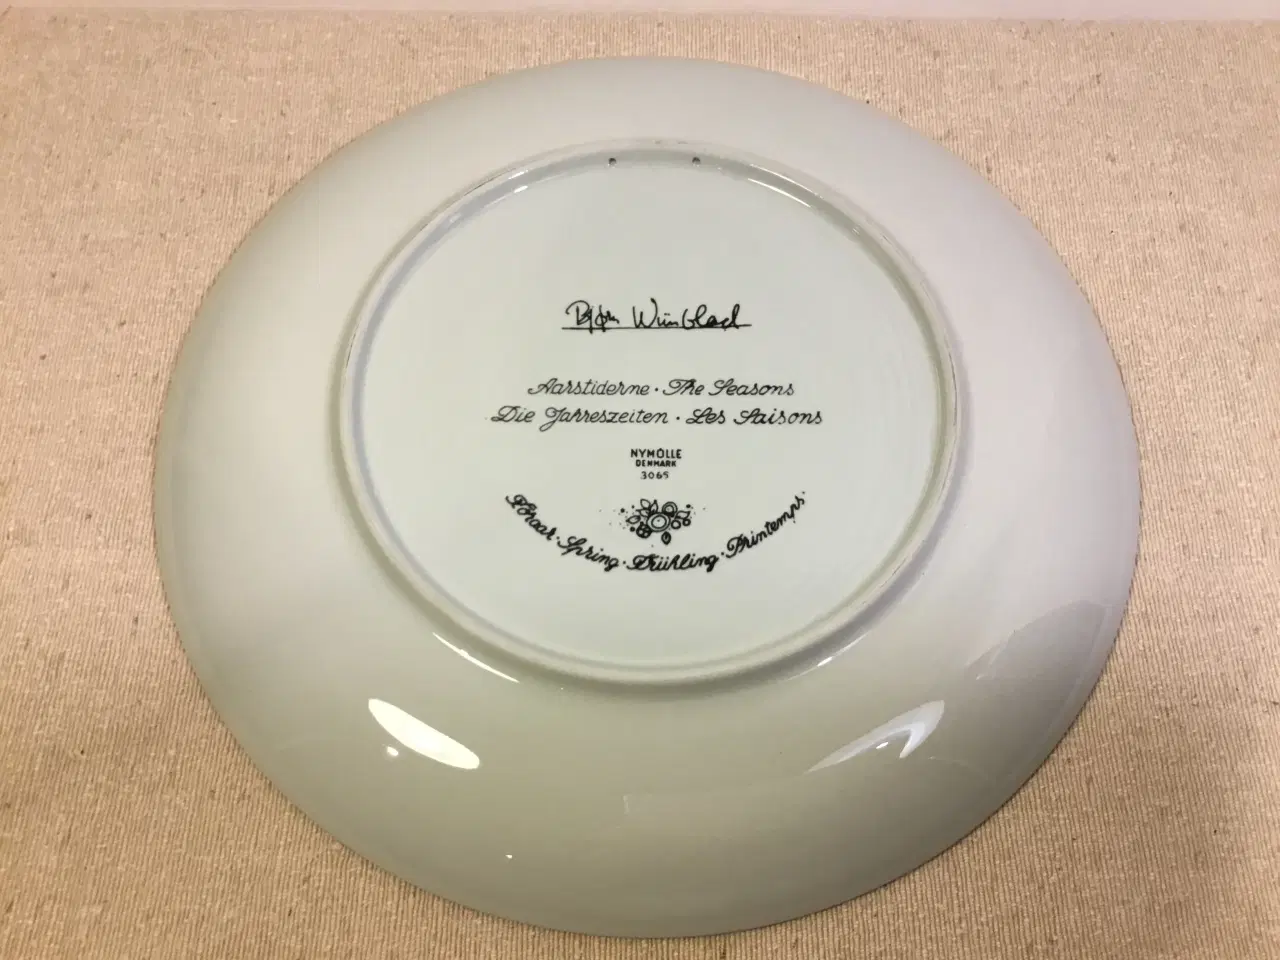 Bjørn Wiinblad
Aarstiderne · The Seasons
Die Jahreszeiten · Les Saisons
NYMÖLLE
DENMARK
3065
Foraar · Spring · Frühling · Printemps